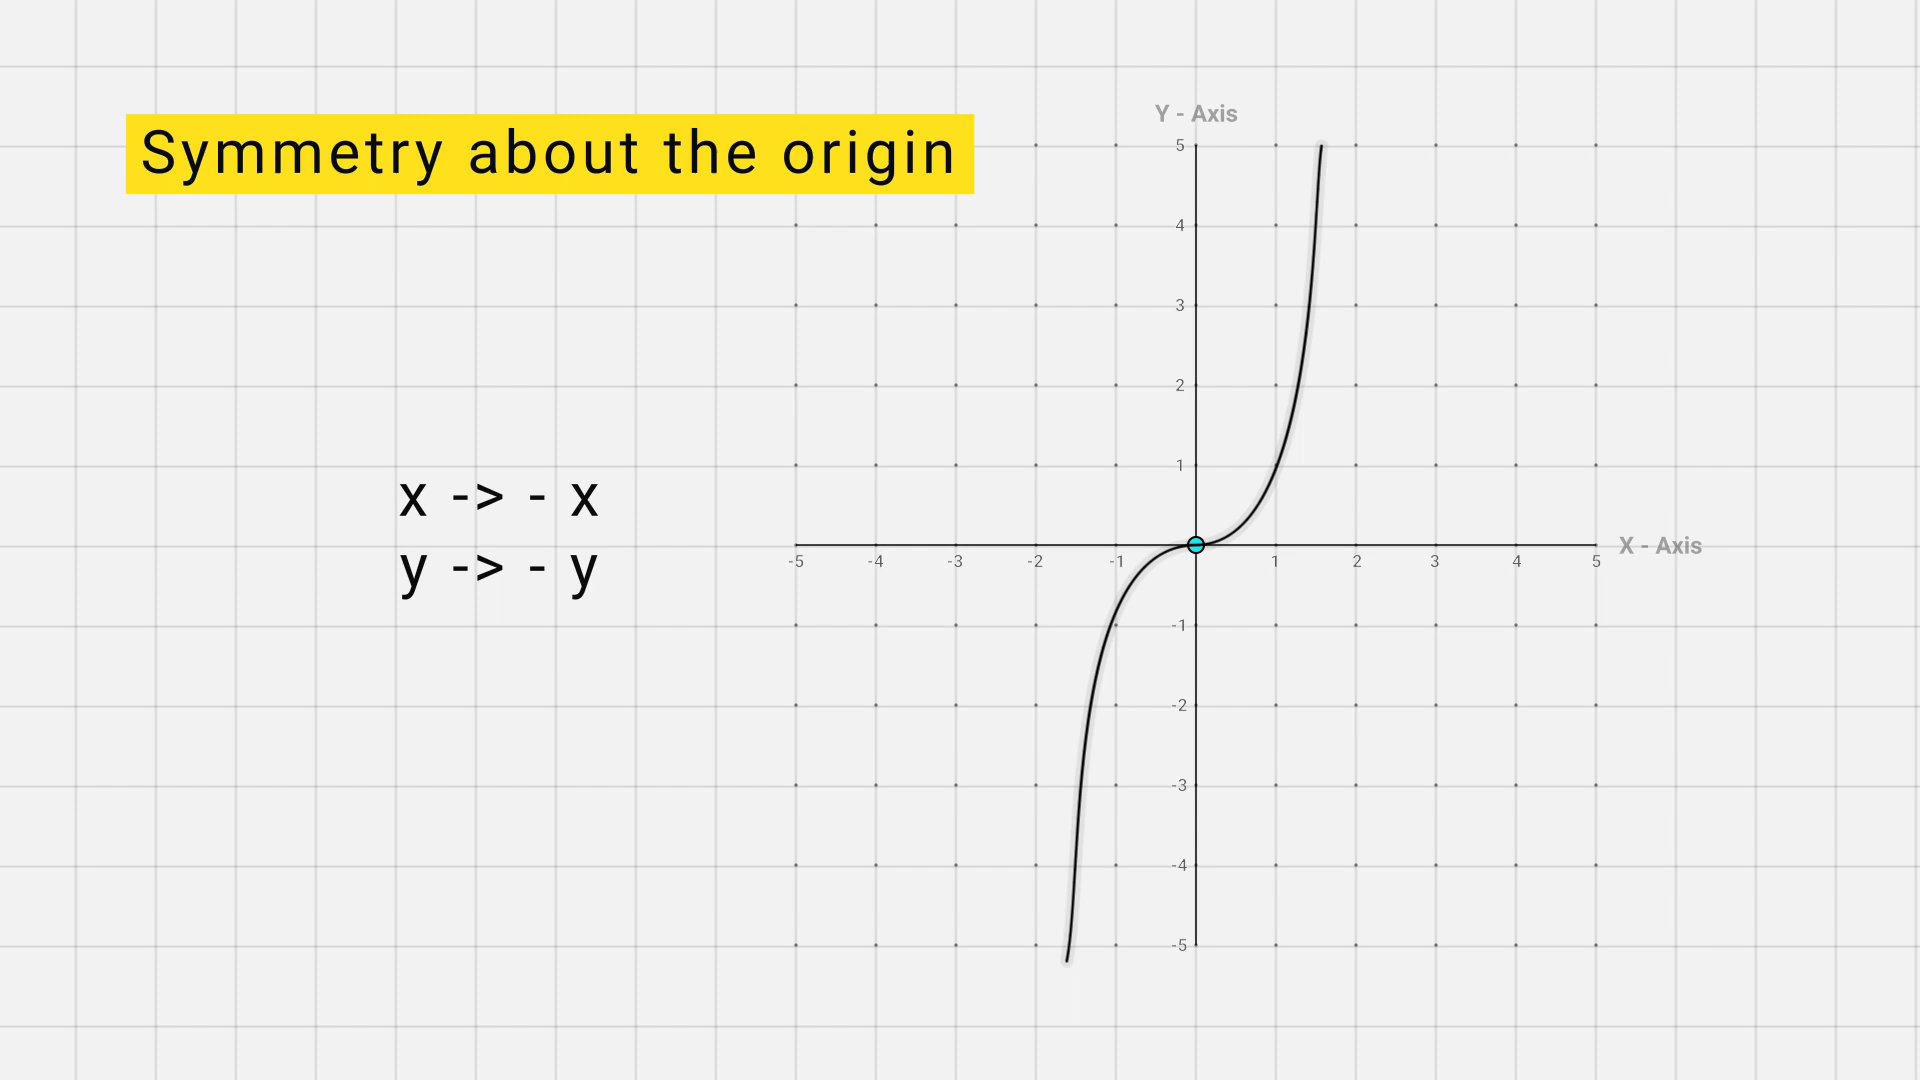 Symmetry about the origin
x -> - x
y -> - y
Y - Axis
5
4
3
2
1
-5 -4 -3 -2 -1 1 2 3 4 5
X - Axis
-1
-2
-3
-4
-5